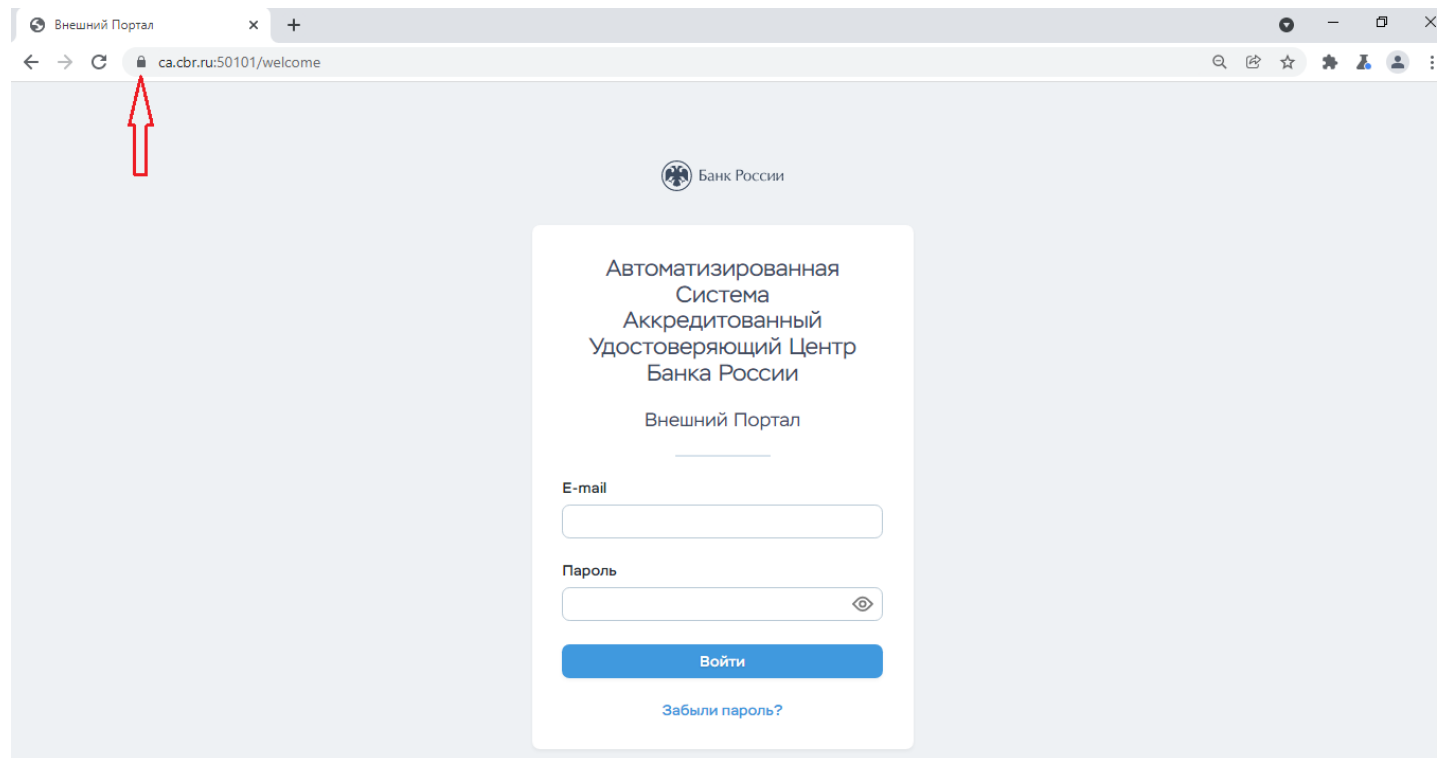 Внешний Портал
ca.cbr.ru:50101/welcome
Банк России
Автоматизированная
Система
Аккредитованный
Удостоверяющий Центр
Банка России
Внешний Портал
E-mail
Пароль
Войти
Забыли пароль?